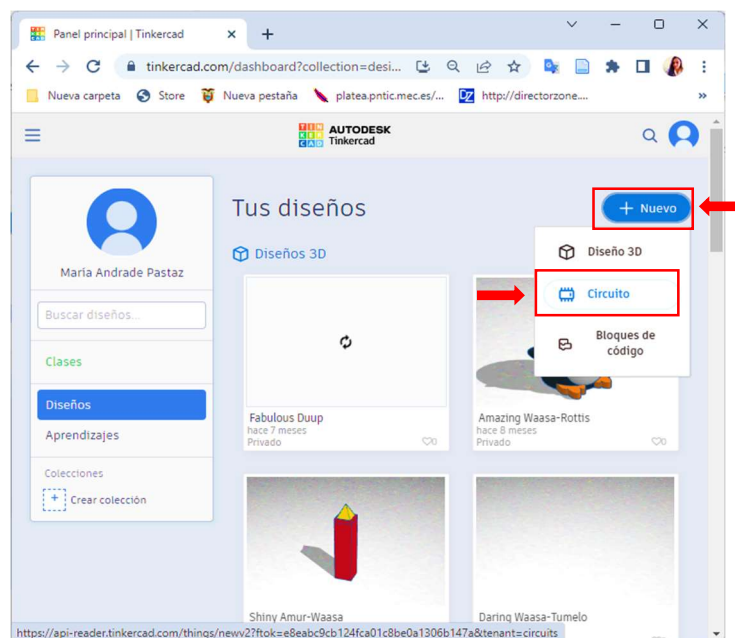 Panel principal | Tinkercad
tinkercad.com/dashboard?collection=desi...
Nueva carpeta
Store
Nueva pestaña
platea.pntic.mec.es/...
http://directorzone....
»
TIN
KER
CAD
AUTODESK
Tinkercad
Tus diseños
+ Nuevo
Diseños 3D
Diseño 3D
Circuito
Bloques de
código
María Andrade Pastaz
Buscar diseños...
Clases
Diseños
Aprendizajes
Colecciones
+ Crear colección
Fabulous Duup
hace 7 meses
Privado
0
Amazing Waasa-Rottis
hace 8 meses
Privado
0
Shiny Amur-Waasa
Daring Waasa-Tumelo
https://api-reader.tinkercad.com/things/newv2?ftok=e8eabc9cb124fca01c8be0a1306b147a&tenant=circuits